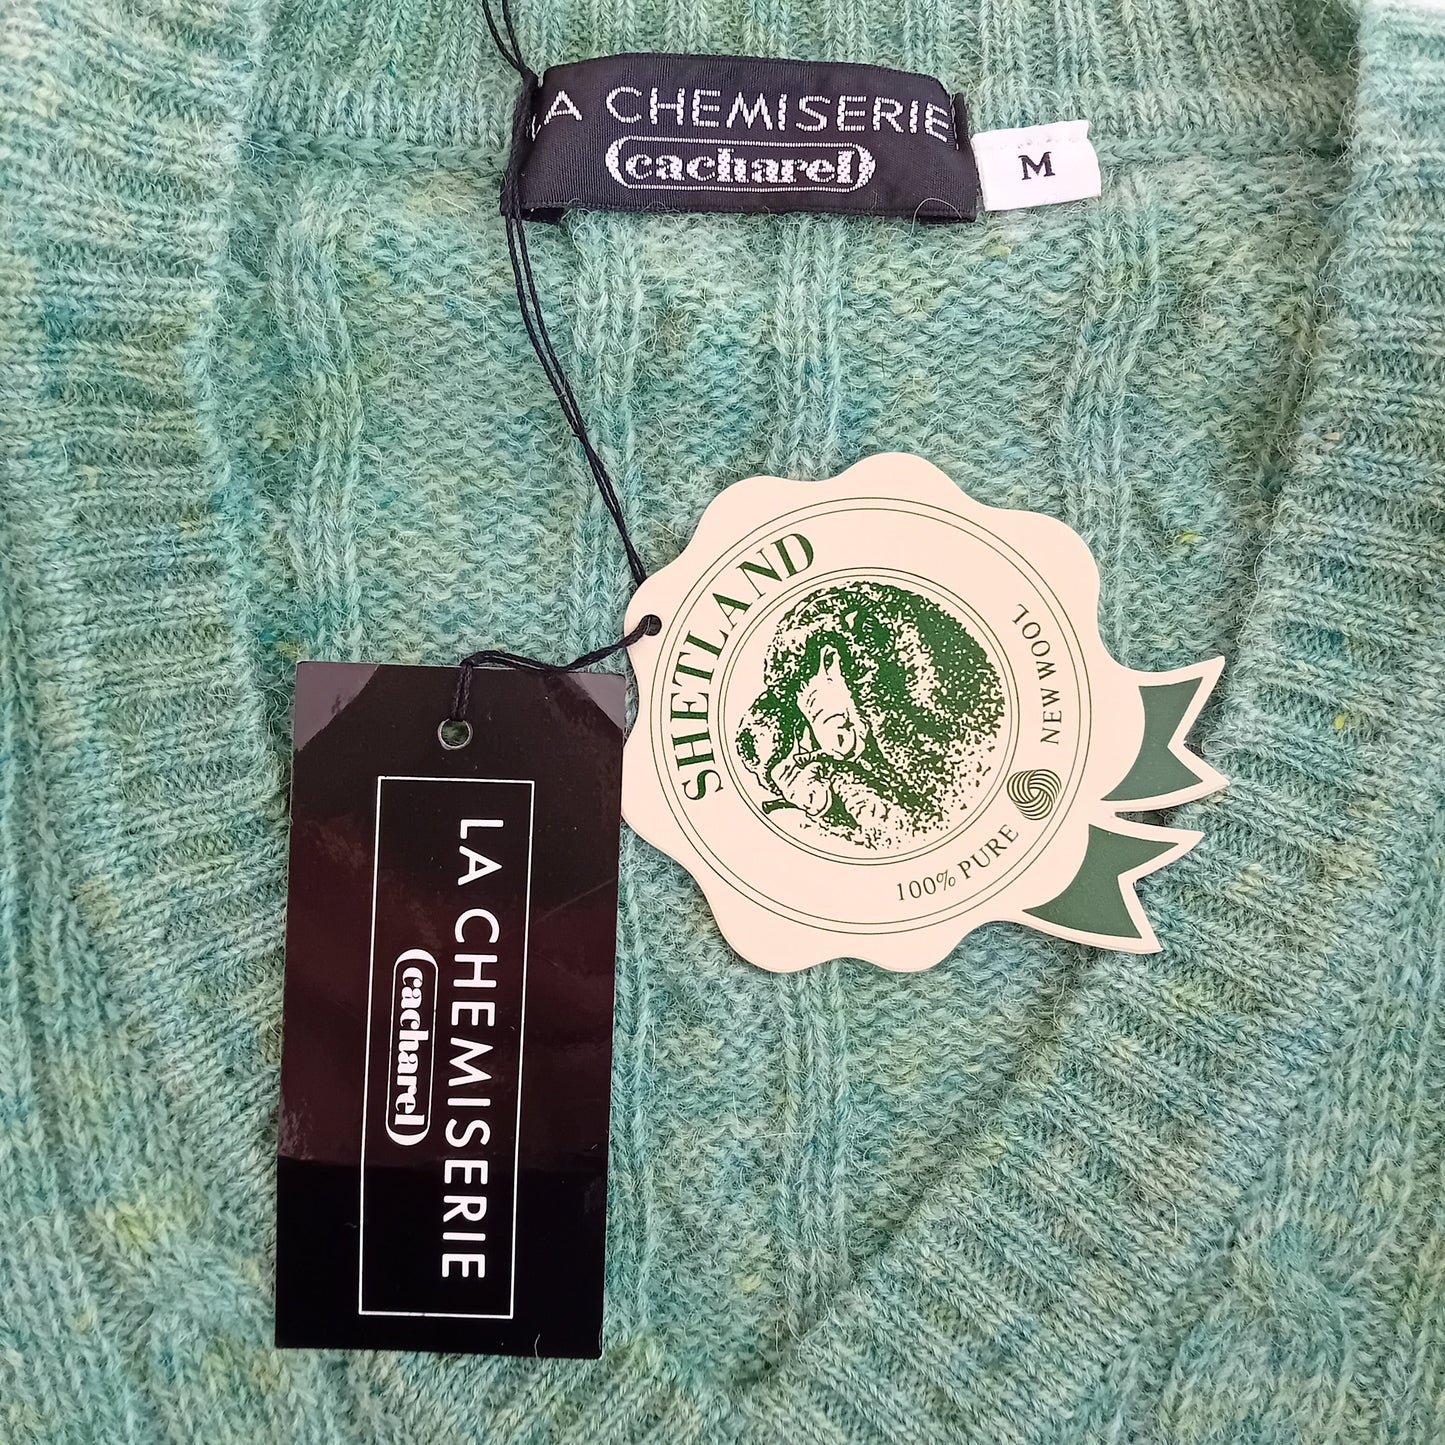 LA CHEMISERIE
cacharel
M
SHETLAND
100% PURE NEW WOOL
LA CHEMISERIE
cacharel